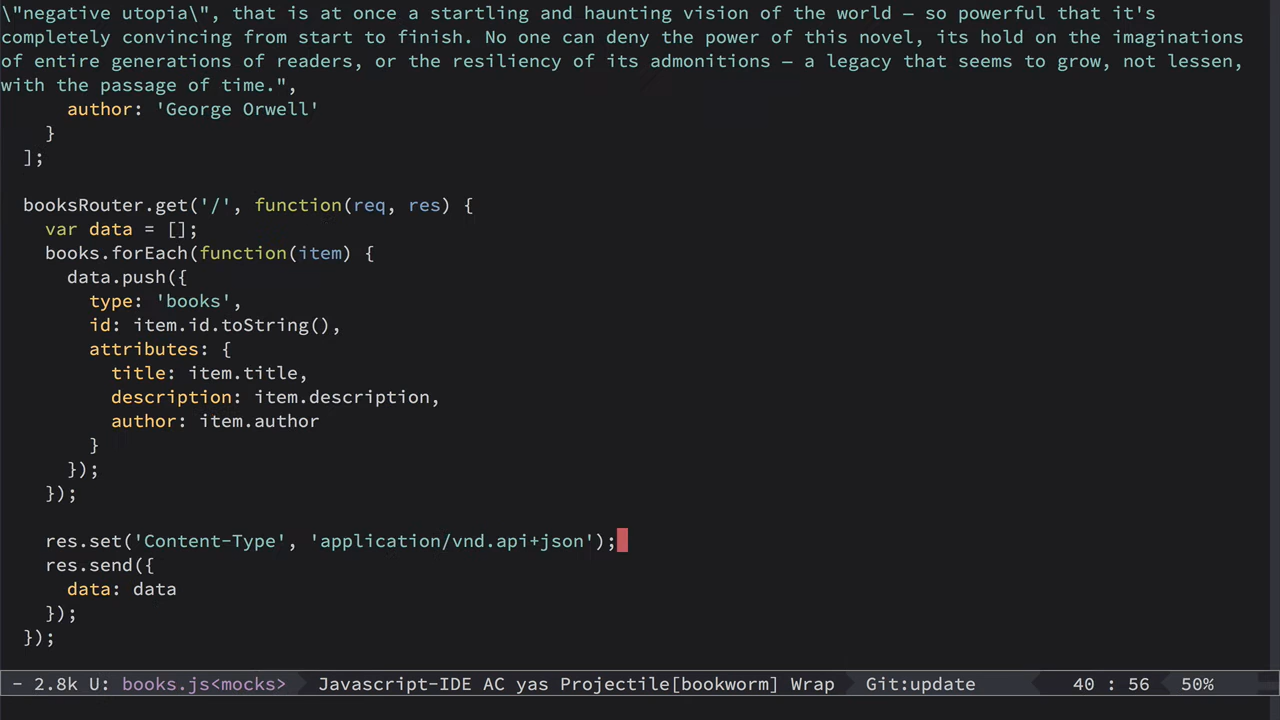 \"negative utopia\", that is at once a startling and haunting vision of the world — so powerful that it's
completely convincing from start to finish. No one can deny the power of this novel, its hold on the imaginations
of entire generations of readers, or the resiliency of its admonitions — a legacy that seems to grow, not lessen,
with the passage of time.",
      author: 'George Orwell'
    }
  ];

  booksRouter.get('/', function(req, res) {
    var data = [];
    books.forEach(function(item) {
      data.push({
        type: 'books',
        id: item.id.toString(),
        attributes: {
          title: item.title,
          description: item.description,
          author: item.author
        }
      });
    });

    res.set('Content-Type', 'application/vnd.api+json');
    res.send({
      data: data
    });
  });
- 2.8k U: books.js<mocks> Javascript-IDE AC yas Projectile[bookworm] Wrap Git:update 40 : 56 50%